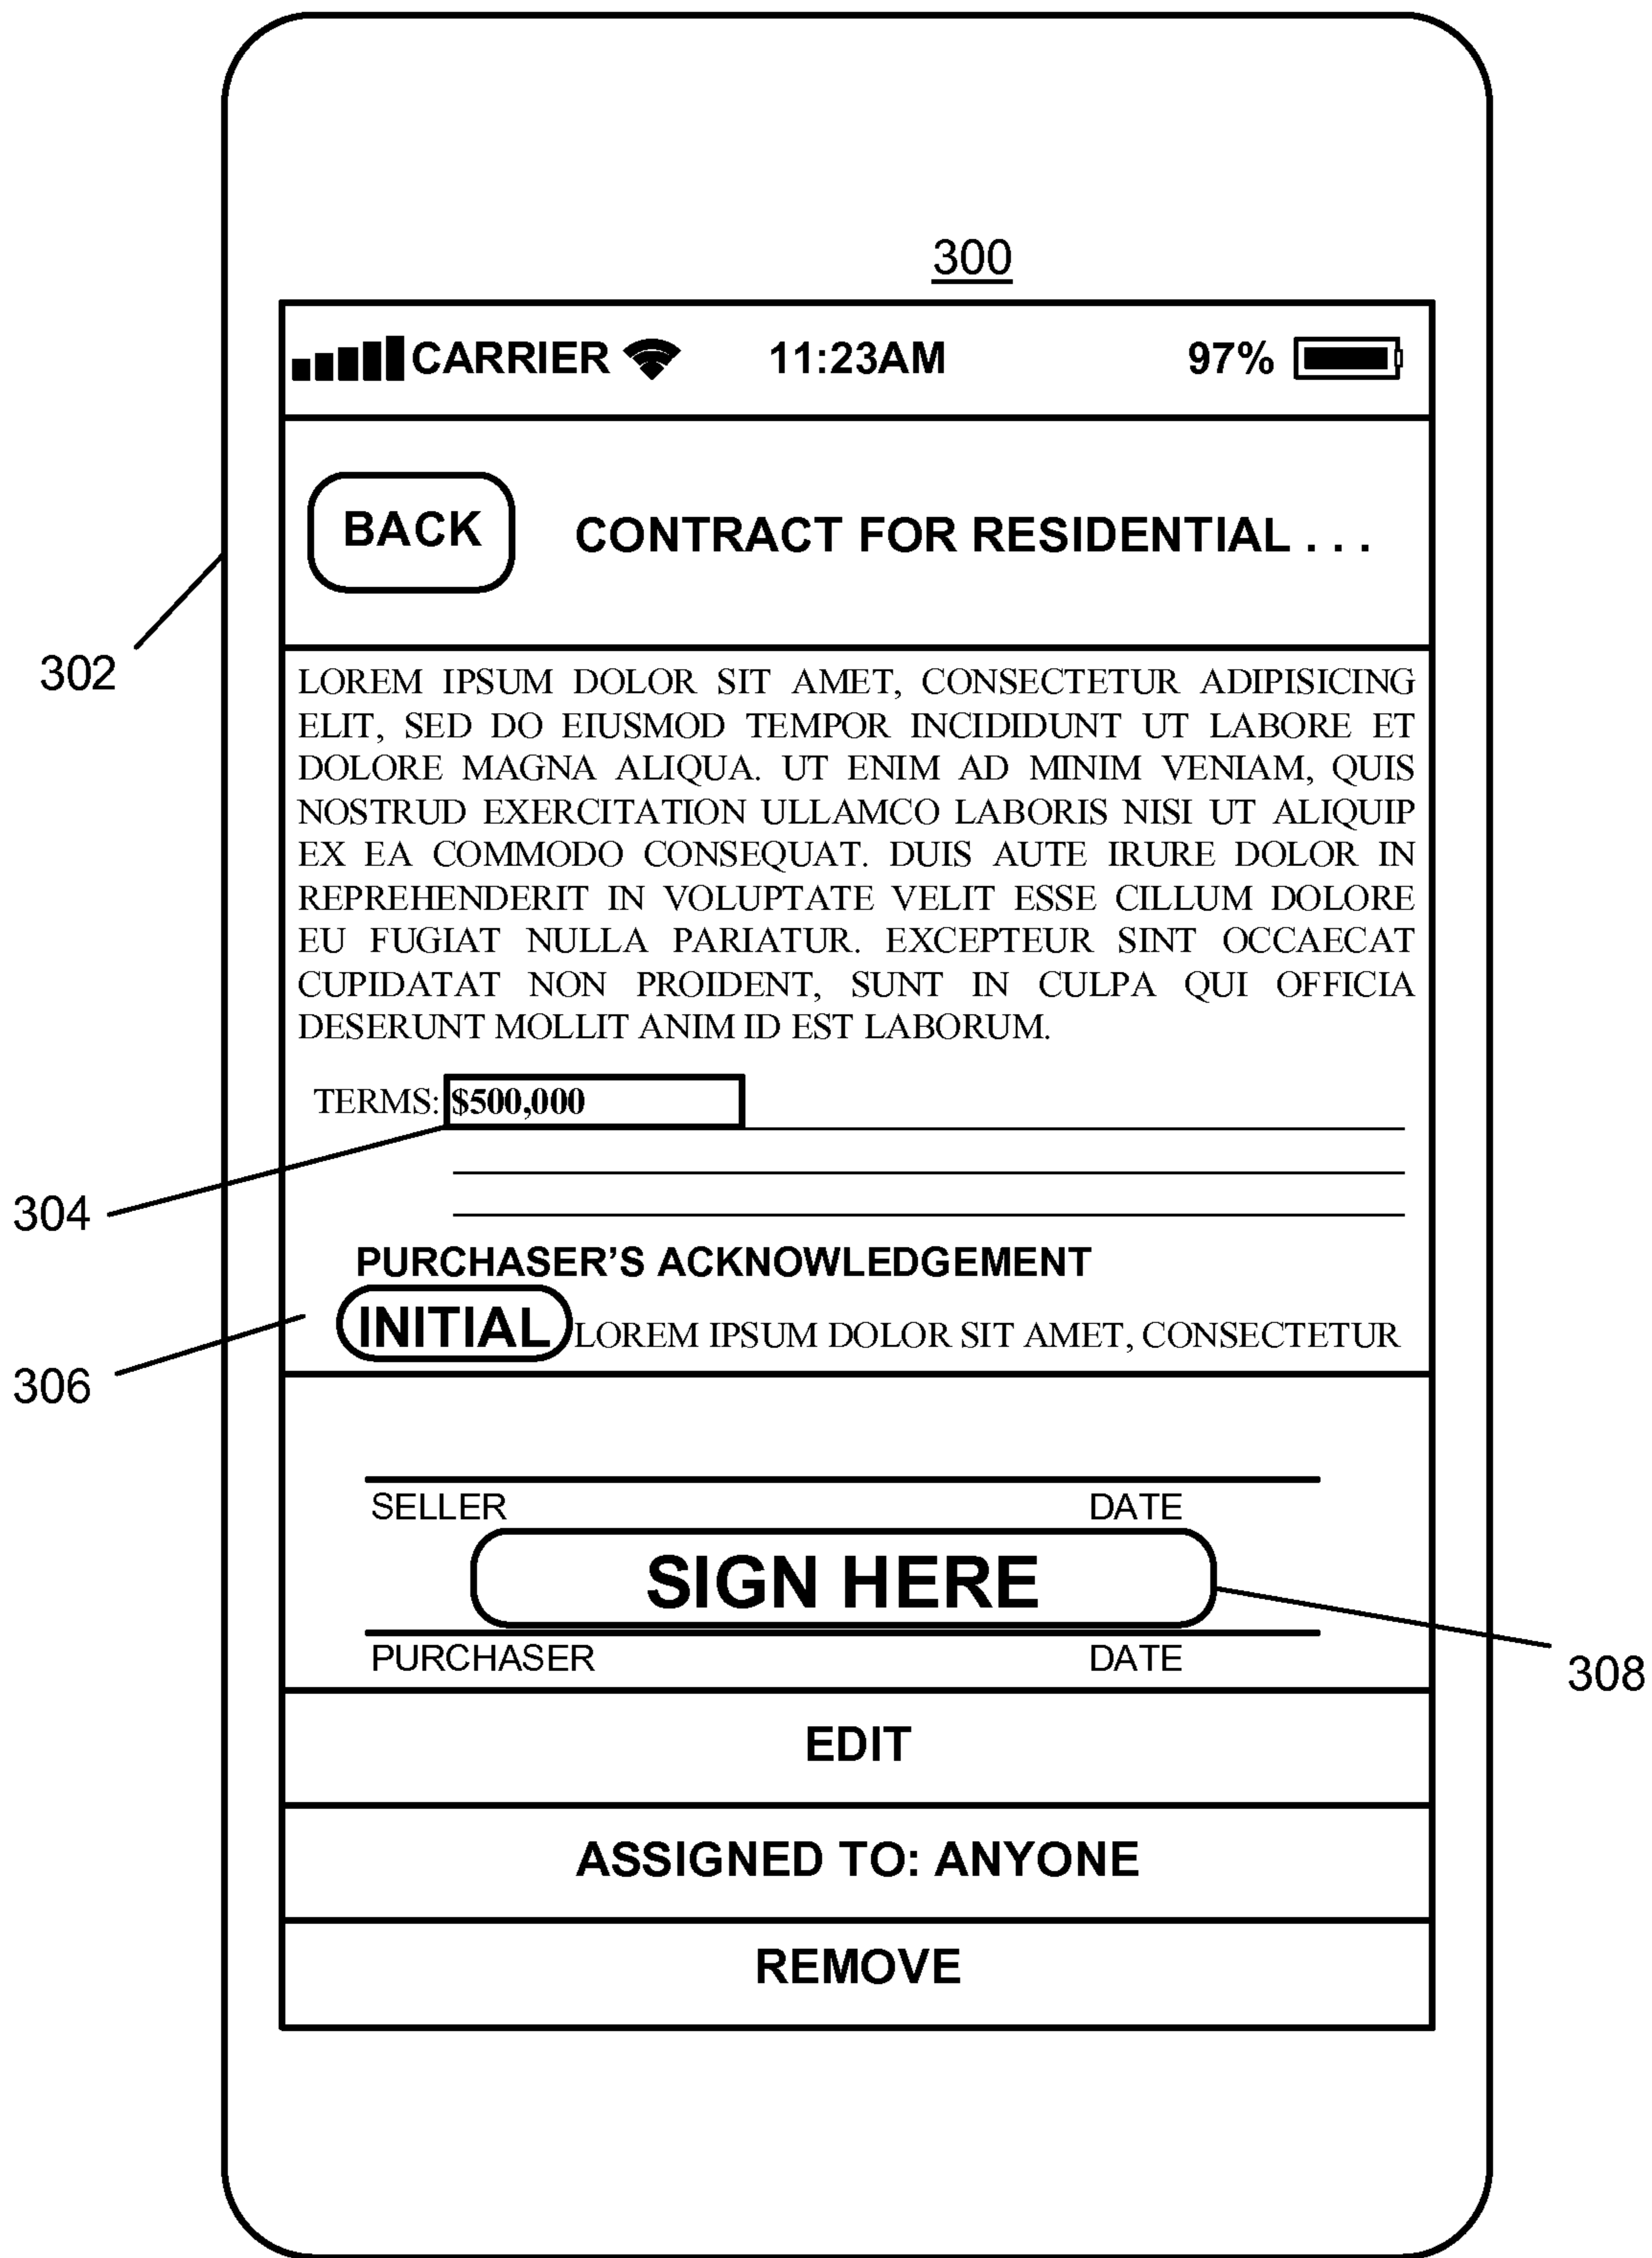 300
CARRIER 11:23AM 97%
BACK CONTRACT FOR RESIDENTIAL . . .
302
LOREM IPSUM DOLOR SIT AMET, CONSECTETUR ADIPISICING
ELIT, SED DO EIUSMOD TEMPOR INCIDIDUNT UT LABORE ET
DOLORE MAGNA ALIQUA. UT ENIM AD MINIM VENIAM, QUIS
NOSTRUD EXERCITATION ULLAMCO LABORIS NISI UT ALIQUIP
EX EA COMMODO CONSEQUAT. DUIS AUTE IRURE DOLOR IN
REPREHENDERIT IN VOLUPTATE VELIT ESSE CILLUM DOLORE
EU FUGIAT NULLA PARIATUR. EXCEPTEUR SINT OCCAECAT
CUPIDATAT NON PROIDENT, SUNT IN CULPA QUI OFFICIA
DESERUNT MOLLIT ANIM ID EST LABORUM.
TERMS: $500,000
304
PURCHASER'S ACKNOWLEDGEMENT
INITIAL LOREM IPSUM DOLOR SIT AMET, CONSECTETUR
306
SELLER DATE
SIGN HERE
PURCHASER DATE
308
EDIT
ASSIGNED TO: ANYONE
REMOVE